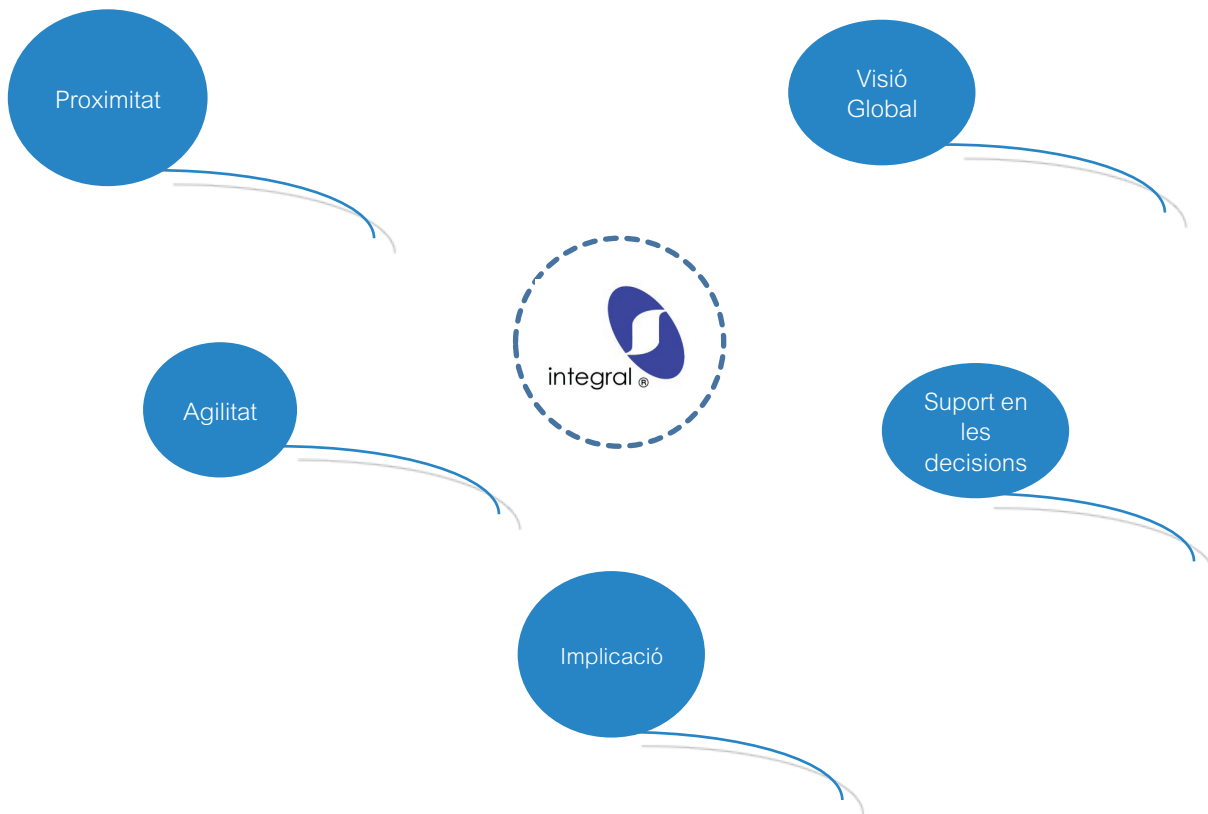 Proximitat
Visió
Global
integral ®
Agilitat
Suport en
les
decisions
Implicació